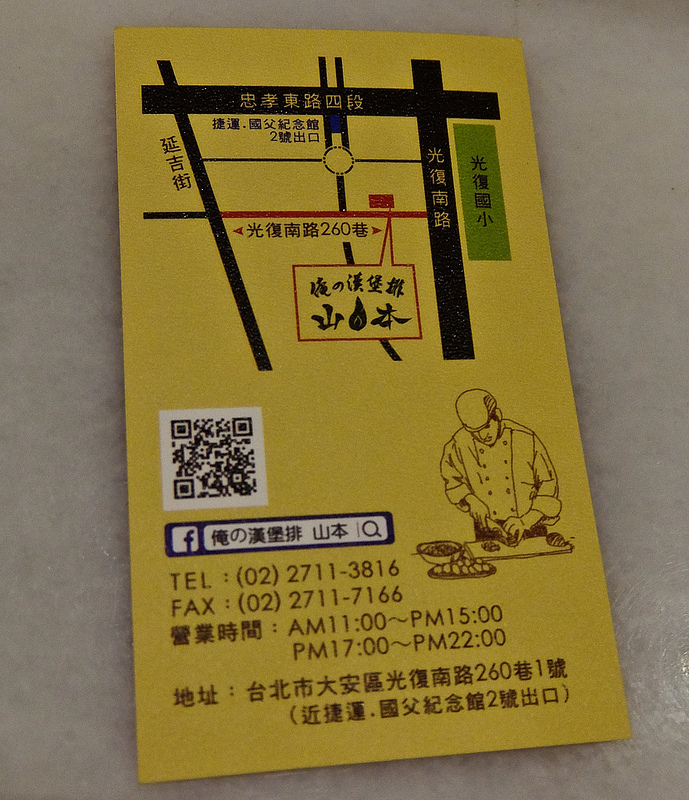 忠孝東路四段
捷運.國父紀念館
2號出口
延吉街
光復南路
光復國小
光復南路260巷
俺の漢堡排
山本
f 俺の漢堡排 山本
TEL：(02) 2711-3816
FAX：(02) 2711-7166
營業時間：AM11:00～PM15:00
PM17:00～PM22:00
地址：台北市大安區光復南路260巷1號
（近捷運.國父紀念館2號出口）